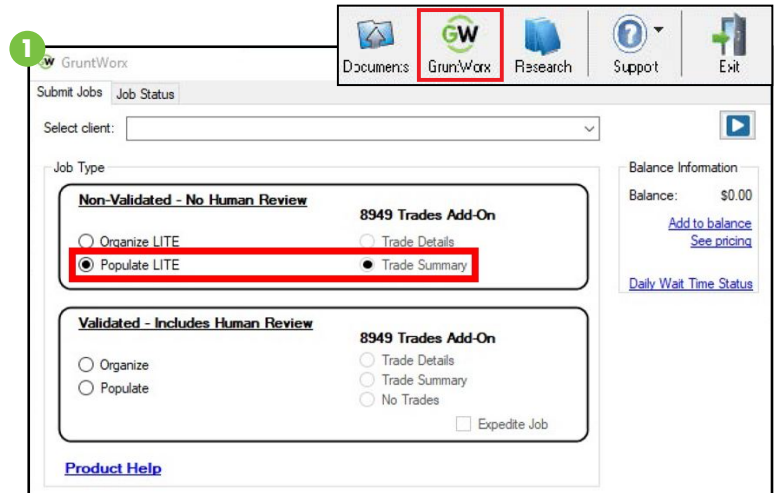 1
GW
Documents GruntWorx Research Support Exit
GW GruntWorx
Submit Jobs Job Status
Select client:
Job Type
Non-Validated - No Human Review
8949 Trades Add-On
Organize LITE
Trade Details
Populate LITE
Trade Summary
Validated - Includes Human Review
8949 Trades Add-On
Organize
Trade Details
Populate
Trade Summary
No Trades
Expedite Job
Product Help
Balance Information
Balance: $0.00
Add to balance
See pricing
Daily Wait Time Status